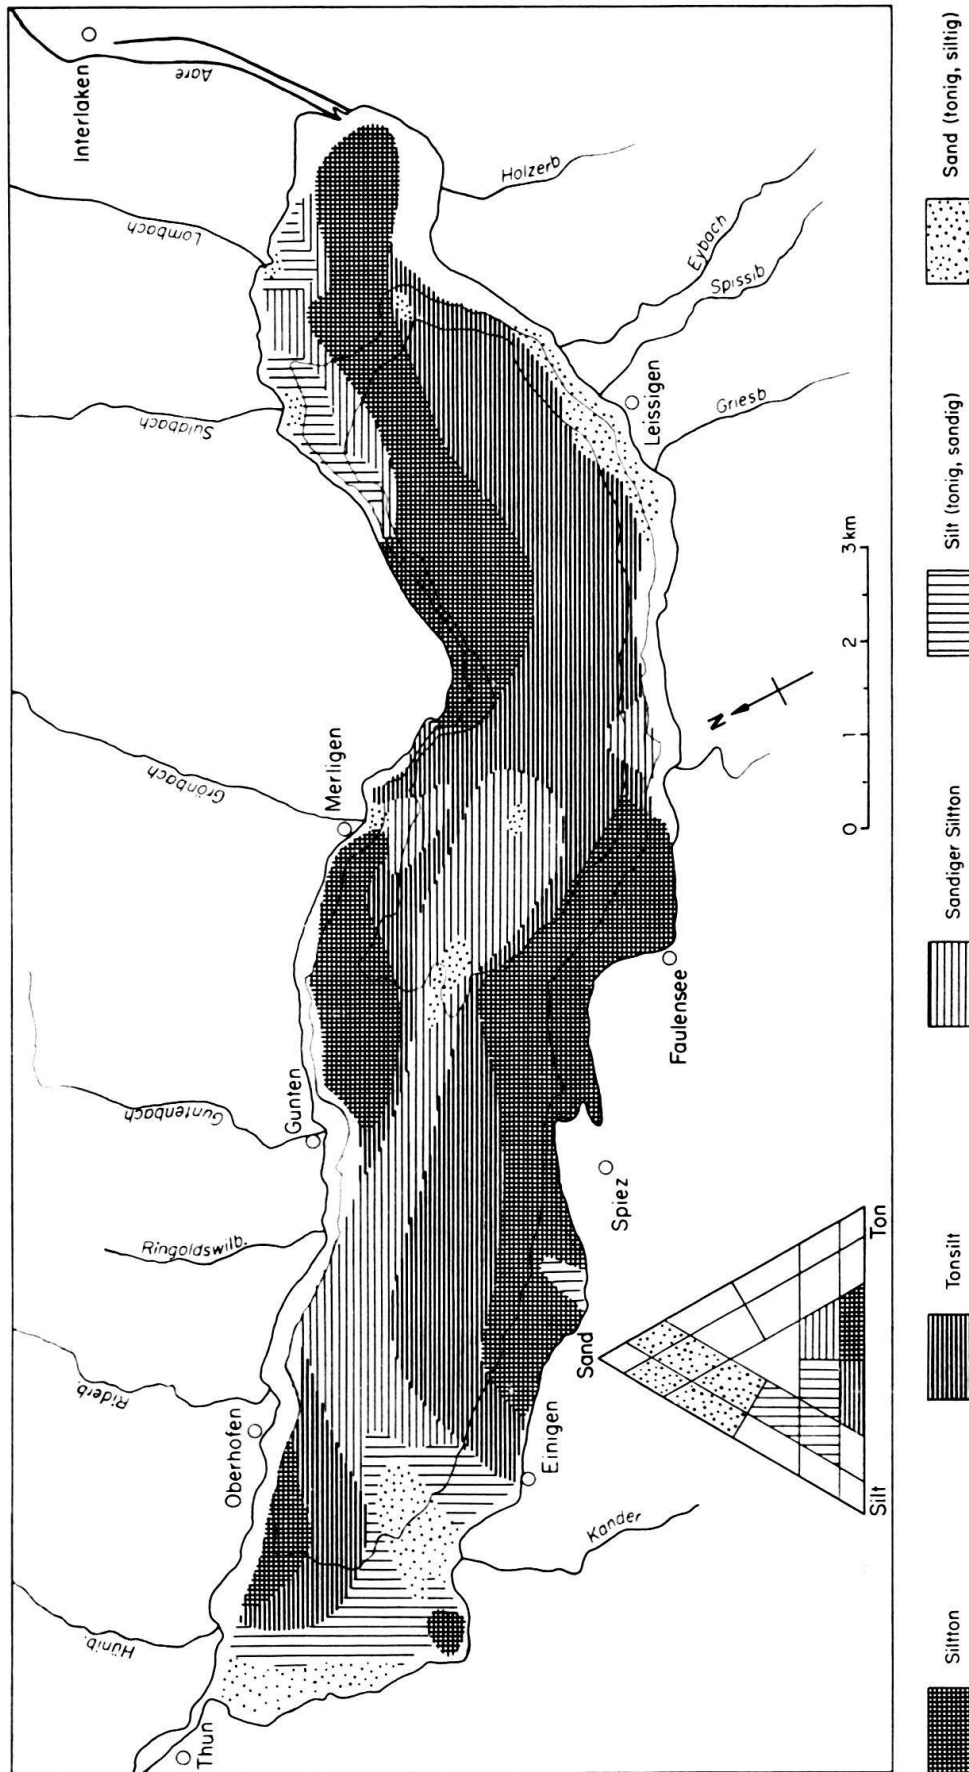 Thun
Hünib.
Oberhofen
Riderb
Ringoldswilb.
Gunten
Guntenbach
Merligen
Grönbach
Sulabach
Lombach
Interlaken
Aare
Kander
Einigen
Spiez
Faulensee
Leissigen
Griesb
Spissib
Eybach
Holzerb
N
0 1 2 3 km
Sand
Silt
Ton
Siltton
Tonsilt
Sandiger Siltton
Silt (tonig, sandig)
Sand (tonig, siltig)